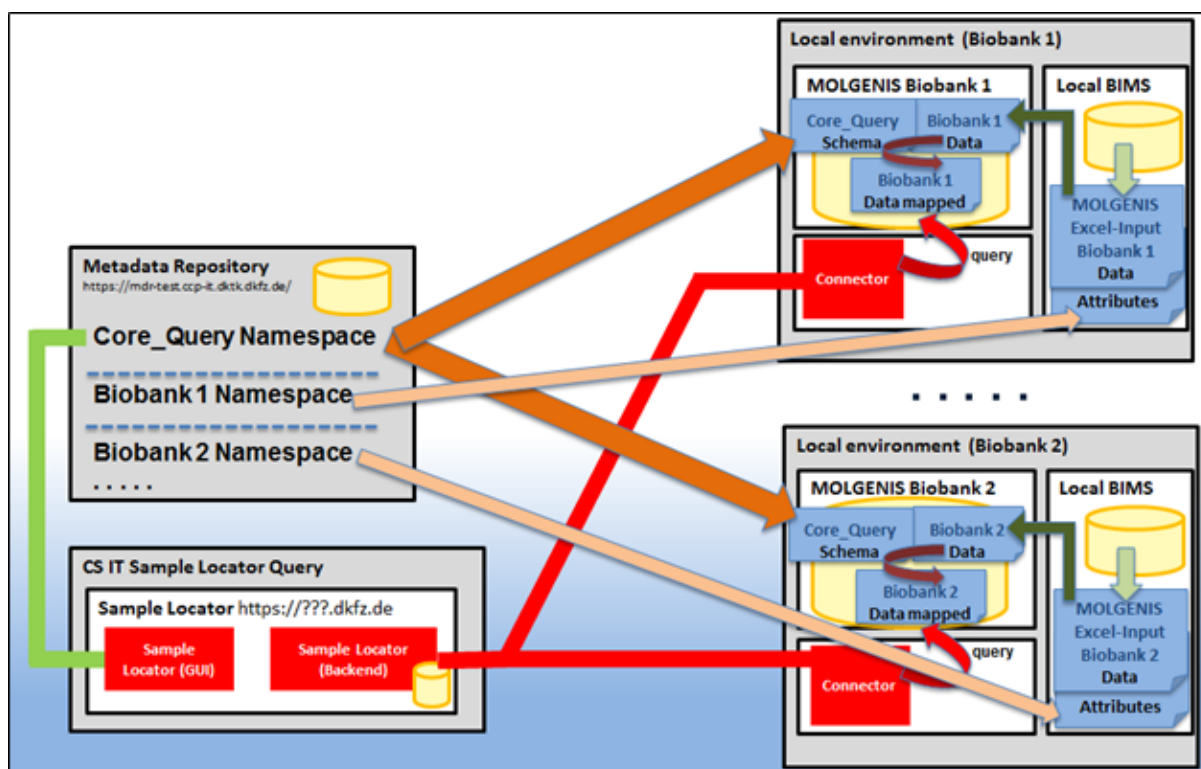 Metadata Repository
https://mdr-test.ccp-it.dktk.dkfz.de/
Core_Query Namespace
Biobank 1 Namespace
Biobank 2 Namespace
. . . . .
CS IT Sample Locator Query
Sample Locator https://???.dkfz.de
Sample
Locator (GUI)
Sample Locator
(Backend)
Local environment (Biobank 1)
MOLGENIS Biobank 1
Core_Query
Schema
Biobank 1
Data
Biobank 1
Data mapped
Connector
query
Local BIMS
MOLGENIS
Excel-Input
Biobank 1
Data
Attributes
. . . . .
Local environment (Biobank 2)
MOLGENIS Biobank 2
Core_Query
Schema
Biobank 2
Data
Biobank 2
Data mapped
Connector
query
Local BIMS
MOLGENIS
Excel-Input
Biobank 2
Data
Attributes